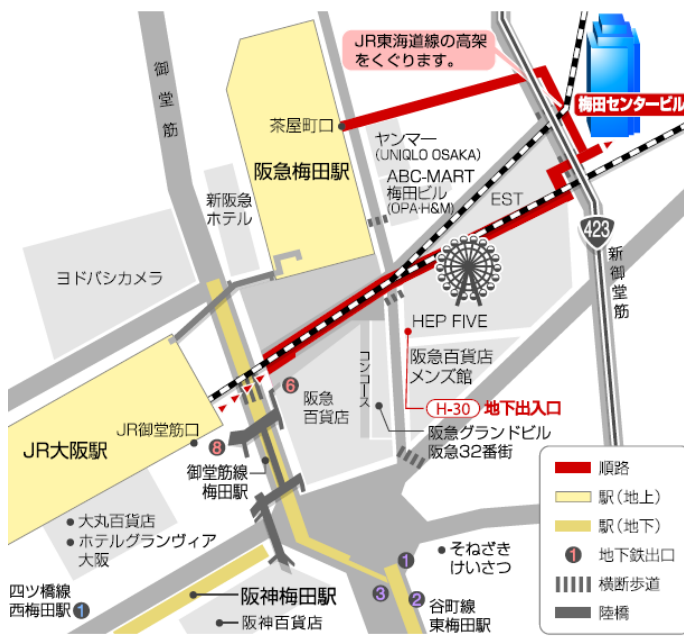 JR東海道線の高架
をくぐります。
御堂筋
梅田センタービル
茶屋町口
阪急梅田駅
ヤンマー
(UNIQLO OSAKA)
ABC-MART
梅田ビル
(OPA・H&M)
EST
新阪急
ホテル
423
新御堂筋
ヨドバシカメラ
HEP FIVE
コンコース
阪急百貨店
メンズ館
6
阪急
百貨店
H-30 地下出入口
JR御堂筋口
8
阪急グランドビル
阪急32番街
JR大阪駅
御堂筋線
梅田駅
順路
駅(地上)
駅(地下)
1 地下鉄出口
横断歩道
陸橋
大丸百貨店
ホテルグランヴィア
大阪
そねざき
けいさつ
1
2
3
四ツ橋線
西梅田駅 1
阪神梅田駅
阪神百貨店
谷町線
東梅田駅